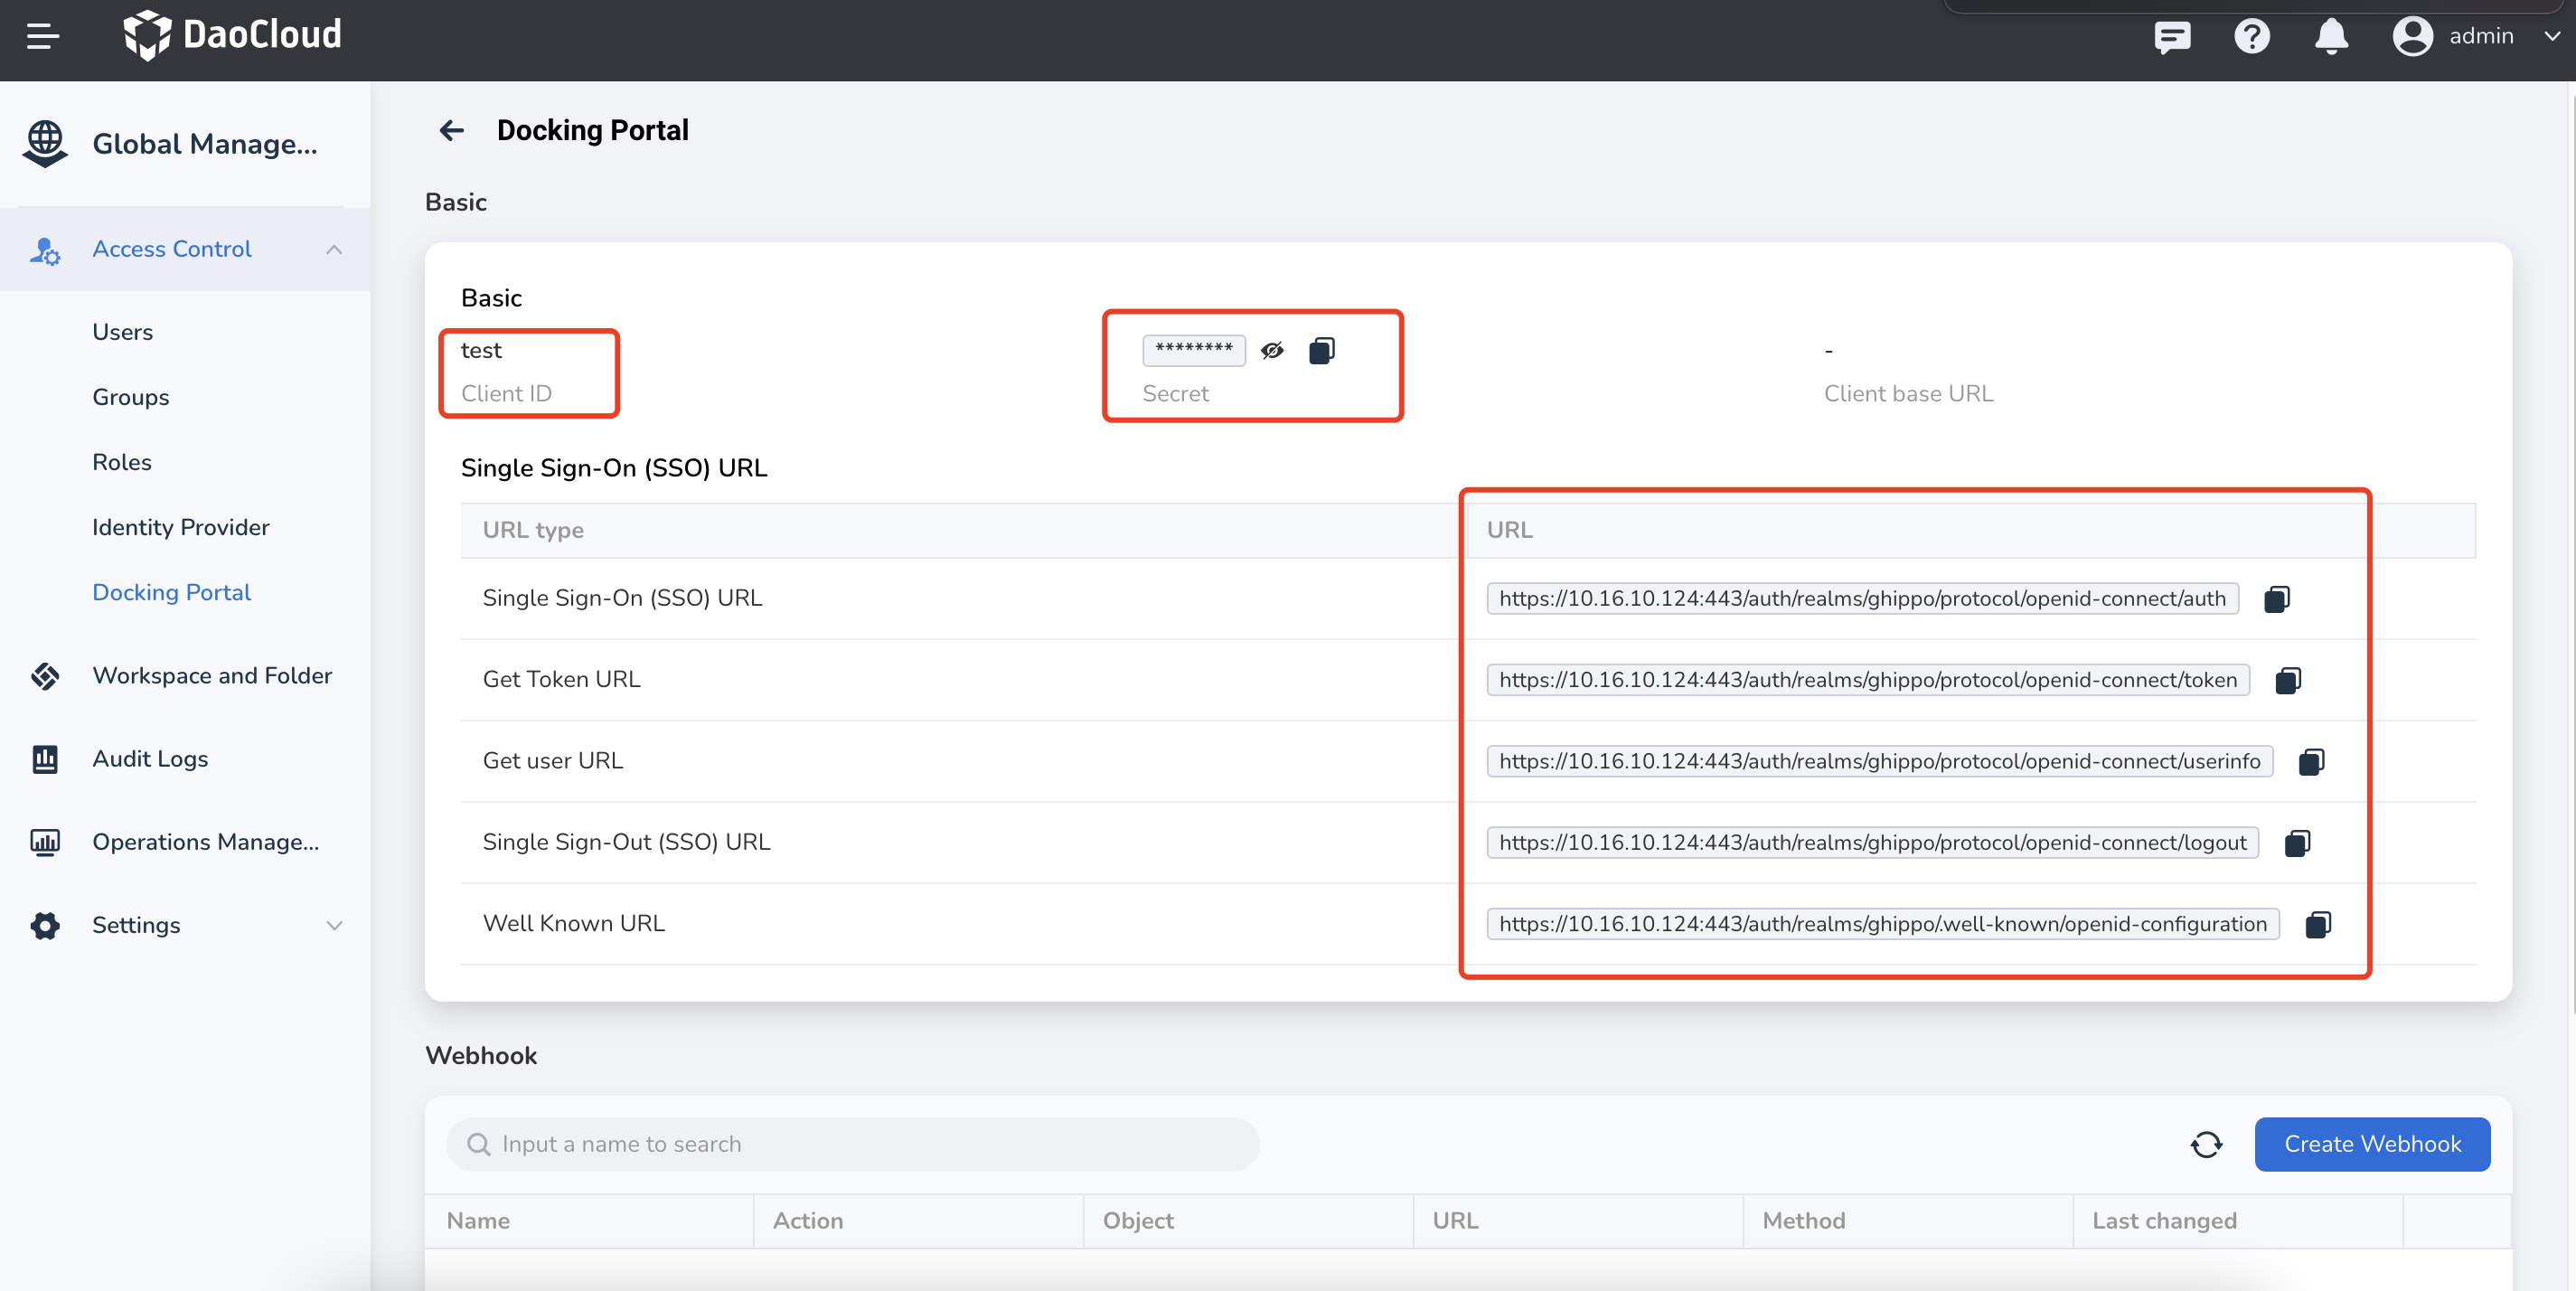 DaoCloud
admin
Global Manage...
Access Control
Users
Groups
Roles
Identity Provider
Docking Portal
Workspace and Folder
Audit Logs
Operations Manage...
Settings
Docking Portal
Basic
Basic
test
Client ID
********
Secret
-
Client base URL
Single Sign-On (SSO) URL
URL type
URL
Single Sign-On (SSO) URL
https://10.16.10.124:443/auth/realms/ghippo/protocol/openid-connect/auth
Get Token URL
https://10.16.10.124:443/auth/realms/ghippo/protocol/openid-connect/token
Get user URL
https://10.16.10.124:443/auth/realms/ghippo/protocol/openid-connect/userinfo
Single Sign-Out (SSO) URL
https://10.16.10.124:443/auth/realms/ghippo/protocol/openid-connect/logout
Well Known URL
https://10.16.10.124:443/auth/realms/ghippo/.well-known/openid-configuration
Webhook
Input a name to search
Create Webhook
Name
Action
Object
URL
Method
Last changed